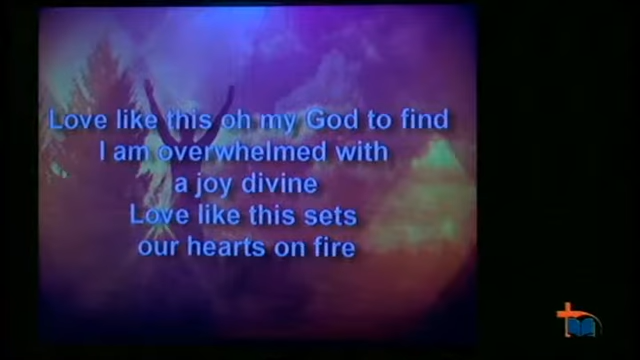 Love like this oh my God to find
I am overwhelmed with
a joy divine
Love like this sets
our hearts on fire